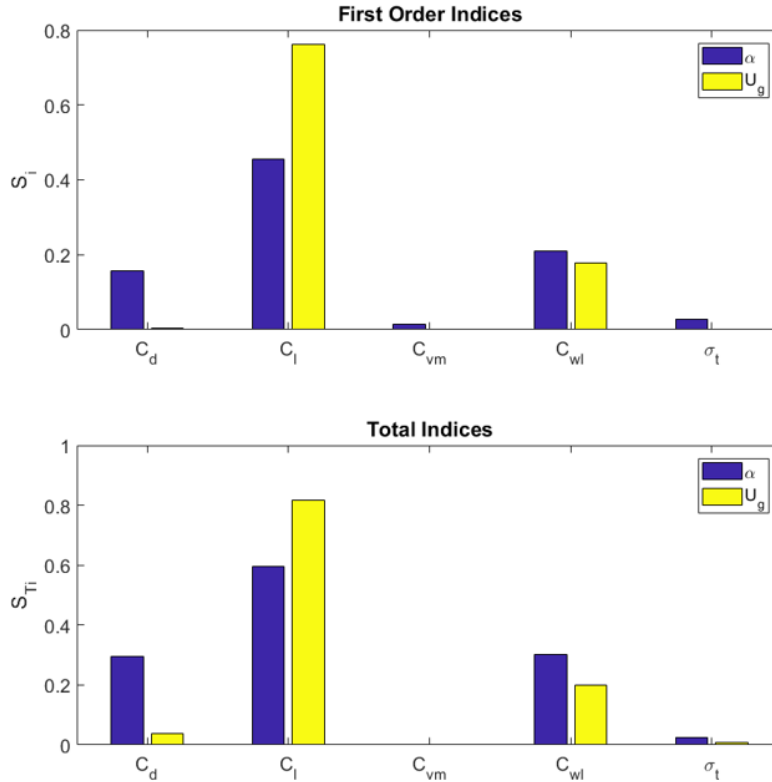 First Order Indices
0.8
0.6
0.4
0.2
0
S_i
α
U_g
C_d
C_l
C_vm
C_wl
σ_t
Total Indices
1
0.8
0.6
0.4
0.2
0
S_Ti
α
U_g
C_d
C_l
C_vm
C_wl
σ_t